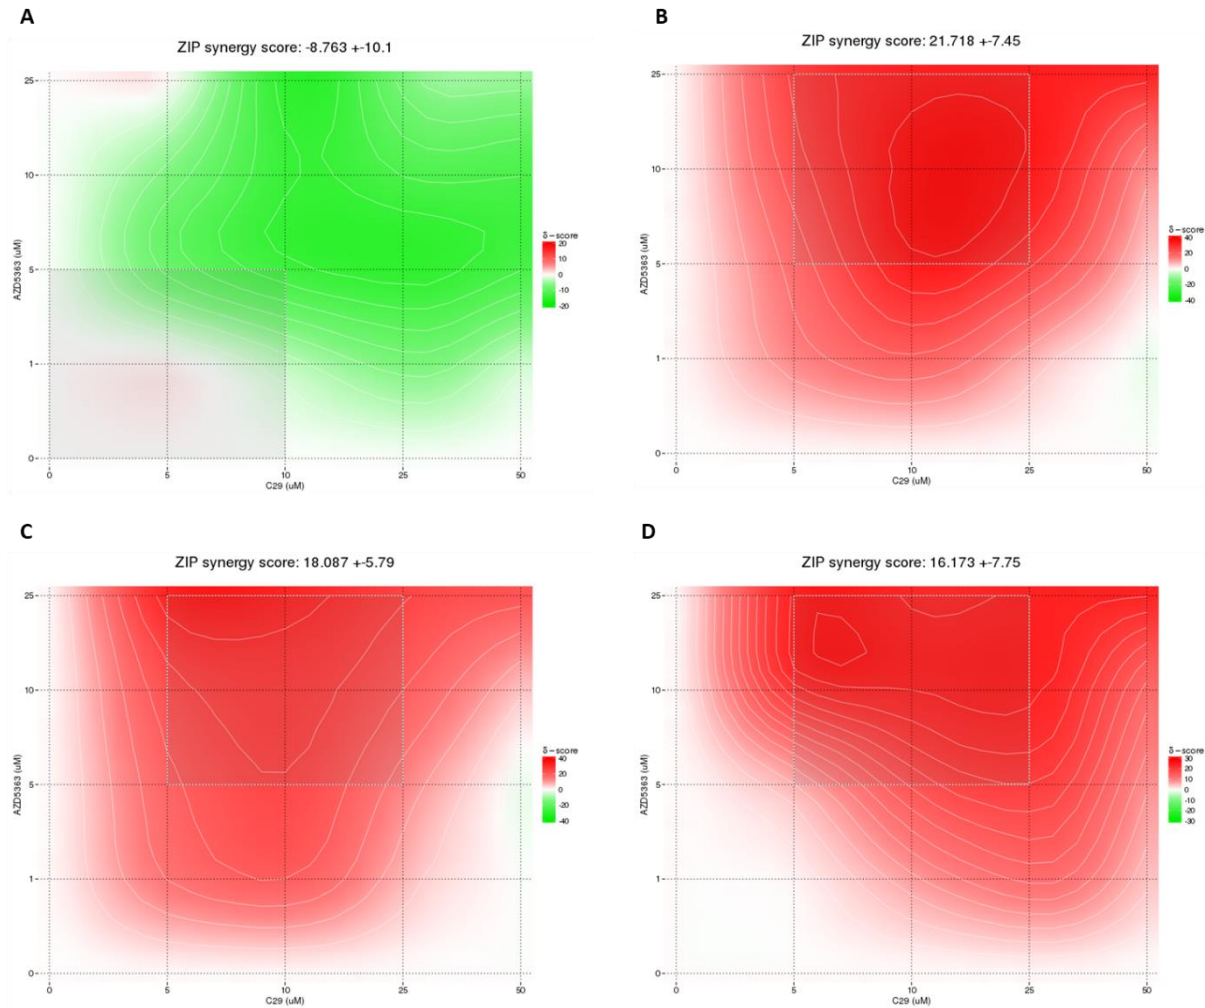 A
ZIP synergy score: -8.763 +-10.1
25
10
5
1
0
AZD5363 (uM)
0 5 10 25 50
C29 (uM)
δ-score
20
10
0
-10
-20
B
ZIP synergy score: 21.718 +-7.45
25
10
5
1
0
AZD5363 (uM)
0 5 10 25 50
C29 (uM)
δ-score
40
20
0
-20
-40
C
ZIP synergy score: 18.087 +-5.79
25
10
5
1
0
AZD5363 (uM)
0 5 10 25 50
C29 (uM)
δ-score
40
20
0
-20
-40
D
ZIP synergy score: 16.173 +-7.75
25
10
5
1
0
AZD5363 (uM)
0 5 10 25 50
C29 (uM)
δ-score
30
20
10
0
-10
-20
-30